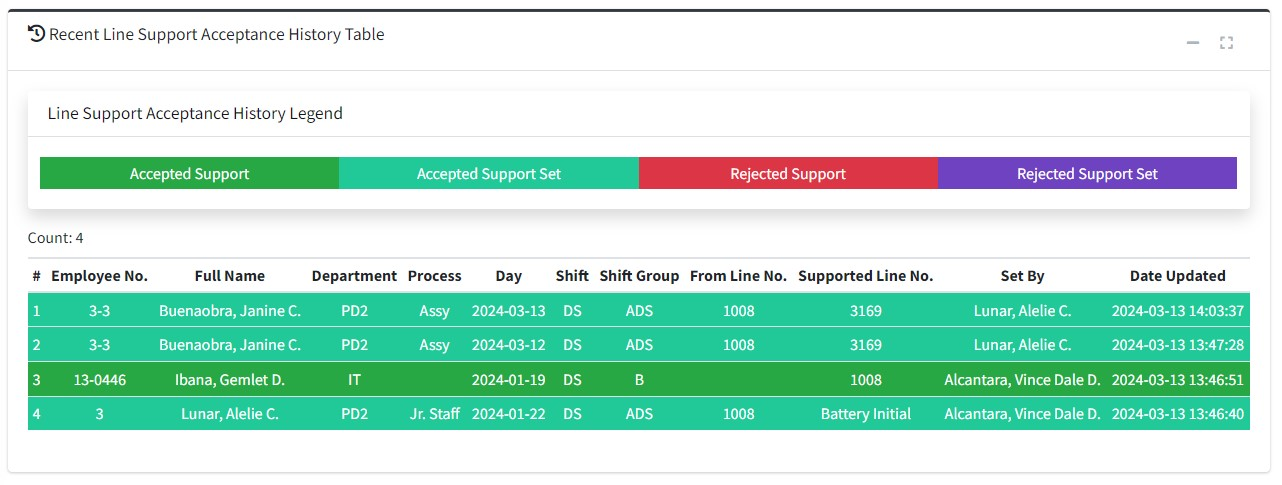 Recent Line Support Acceptance History Table
Line Support Acceptance History Legend
Accepted Support Accepted Support Set Rejected Support Rejected Support Set
Count: 4
# Employee No. Full Name Department Process Day Shift Shift Group From Line No. Supported Line No. Set By Date Updated
1 3-3 Buenaobra, Janine C. PD2 Assy 2024-03-13 DS ADS 1008 3169 Lunar, Alelie C. 2024-03-13 14:03:37
2 3-3 Buenaobra, Janine C. PD2 Assy 2024-03-12 DS ADS 1008 3169 Lunar, Alelie C. 2024-03-13 13:47:28
3 13-0446 Ibana, Gemlet D. IT 2024-01-19 DS B 1008 Alcantara, Vince Dale D. 2024-03-13 13:46:51
4 3 Lunar, Alelie C. PD2 Jr. Staff 2024-01-22 DS ADS 1008 Battery Initial Alcantara, Vince Dale D. 2024-03-13 13:46:40